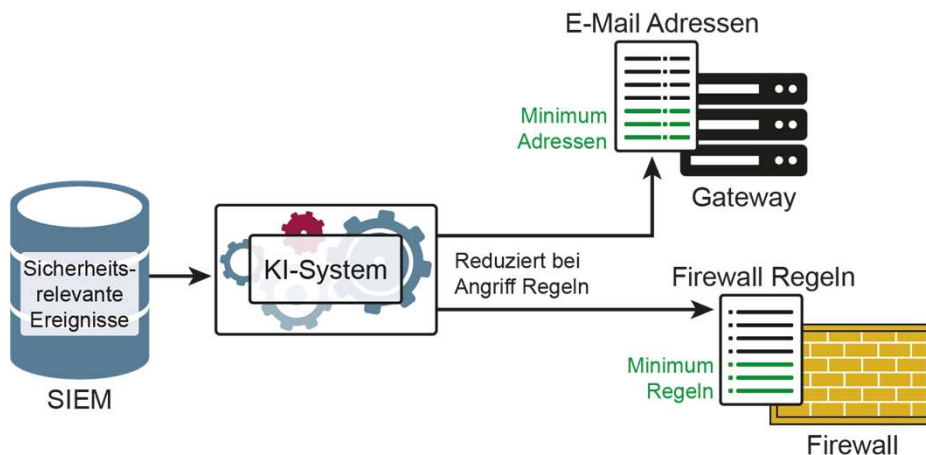 E-Mail Adressen
Minimum
Adressen
Gateway
Sicherheits-
relevante
Ereignisse
SIEM
KI-System
Reduziert bei
Angriff Regeln
Firewall Regeln
Minimum
Regeln
Firewall